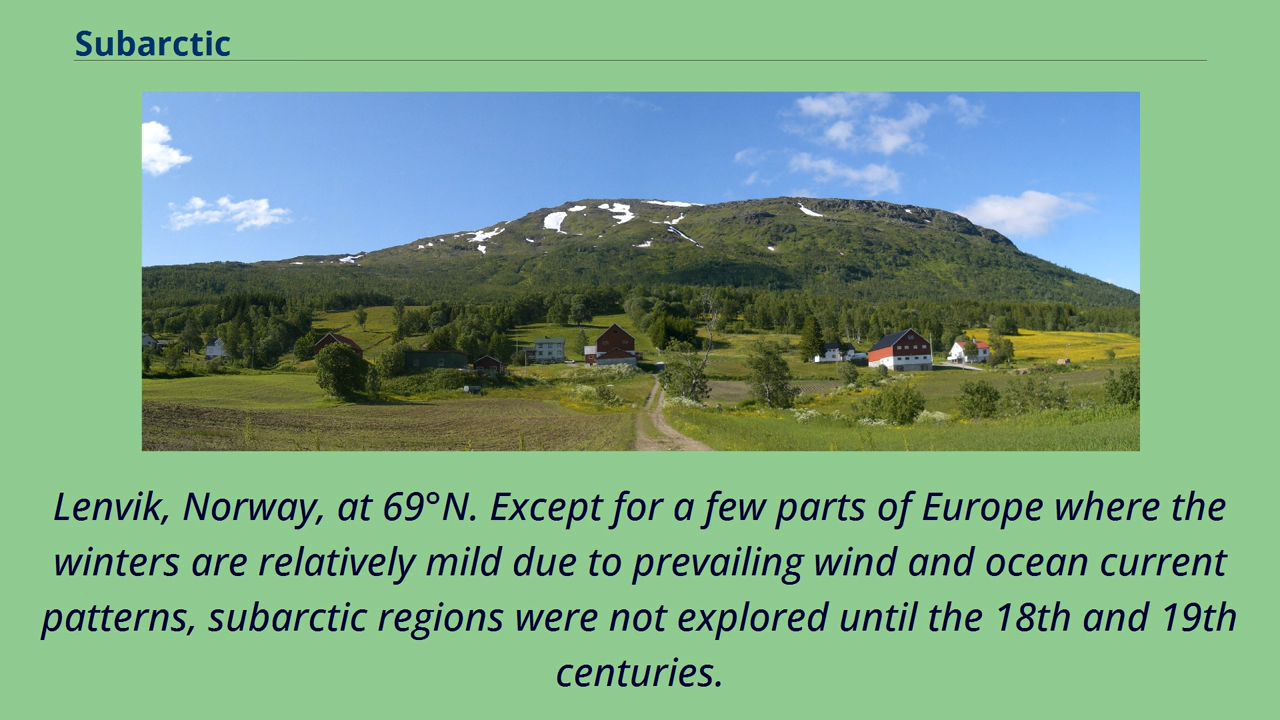 Subarctic
Lenvik, Norway, at 69°N. Except for a few parts of Europe where the
winters are relatively mild due to prevailing wind and ocean current
patterns, subarctic regions were not explored until the 18th and 19th
centuries.